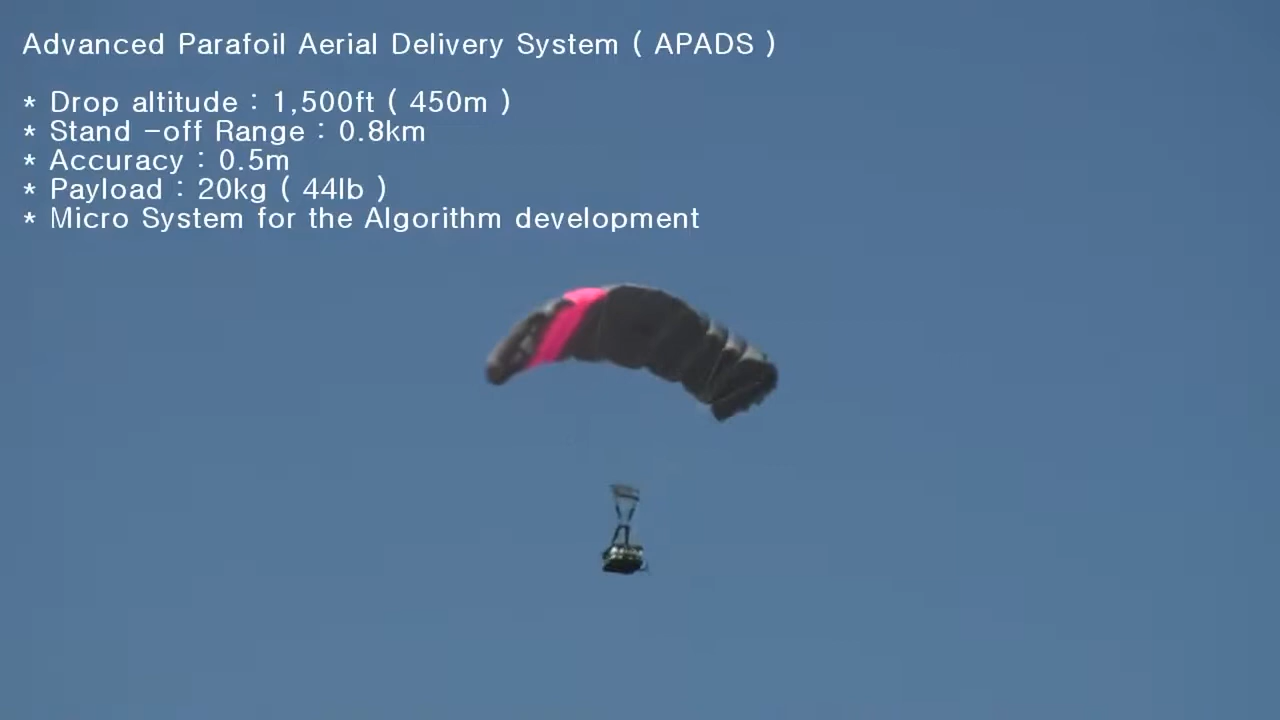 Advanced Parafoil Aerial Delivery System ( APADS )
* Drop altitude : 1,500ft ( 450m )
* Stand -off Range : 0.8km
* Accuracy : 0.5m
* Payload : 20kg ( 44lb )
* Micro System for the Algorithm development